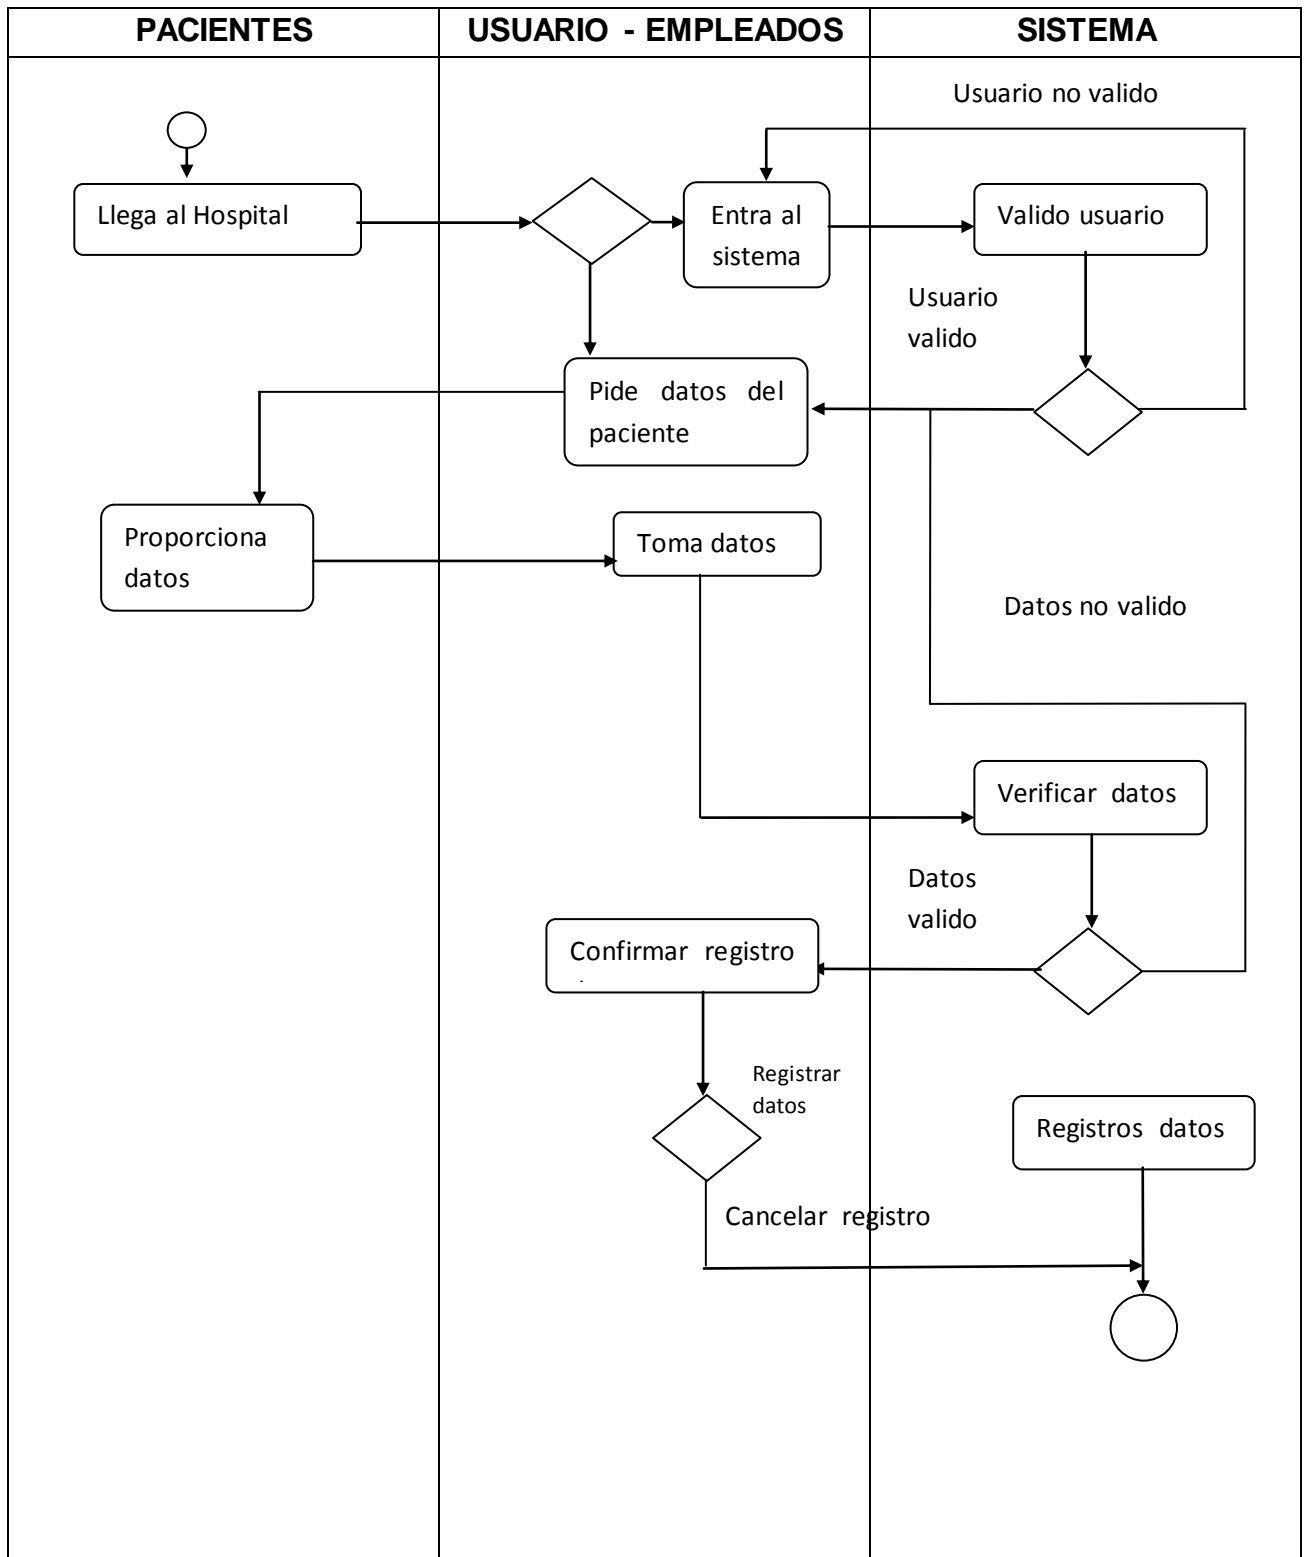 PACIENTES
USUARIO - EMPLEADOS
SISTEMA
Usuario no valido
Llega al Hospital
Entra al
sistema
Valido usuario
Usuario
valido
Pide datos del
paciente
Proporciona
datos
Toma datos
Datos no valido
Verificar datos
Datos
valido
Confirmar registro
Registrar
datos
Registros datos
Cancelar registro